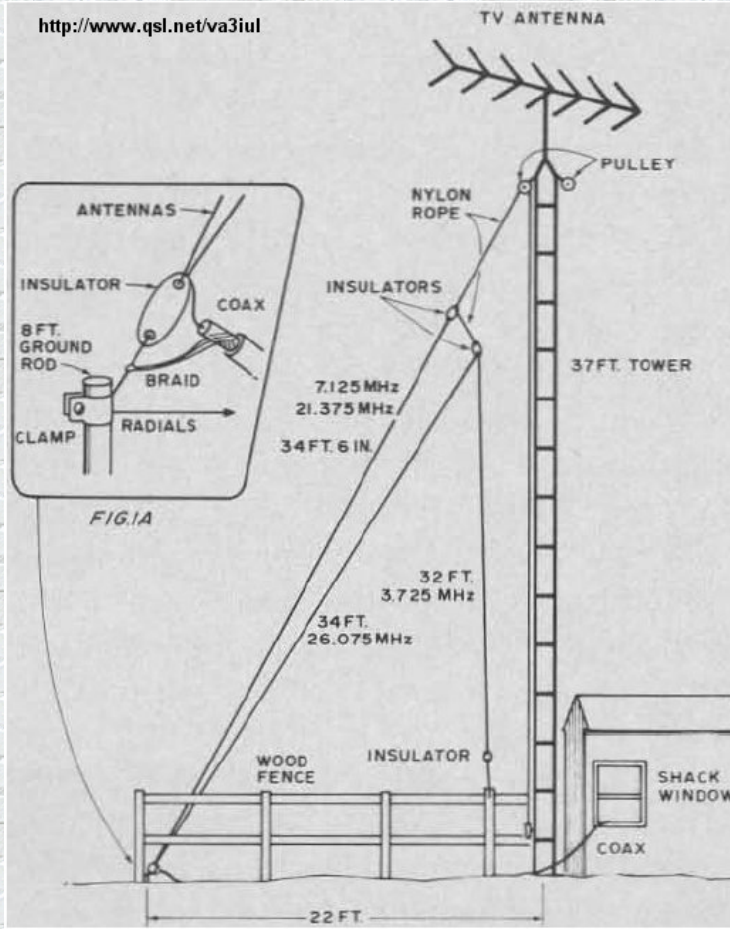 http://www.qsl.net/va3iul
TV ANTENNA
PULLEY
NYLON
ROPE
ANTENNAS
INSULATOR
COAX
8 FT.
GROUND
ROD
BRAID
CLAMP
RADIALS
FIG.1A
INSULATORS
37 FT. TOWER
7.125 MHz
21.375 MHz
34 FT. 6 IN.
32 FT.
3.725 MHz
34 FT.
26.075 MHz
WOOD
FENCE
INSULATOR
SHACK
WINDOW
COAX
22 FT.